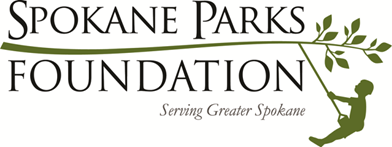 SPOKANE PARKS
FOUNDATION
Serving Greater Spokane